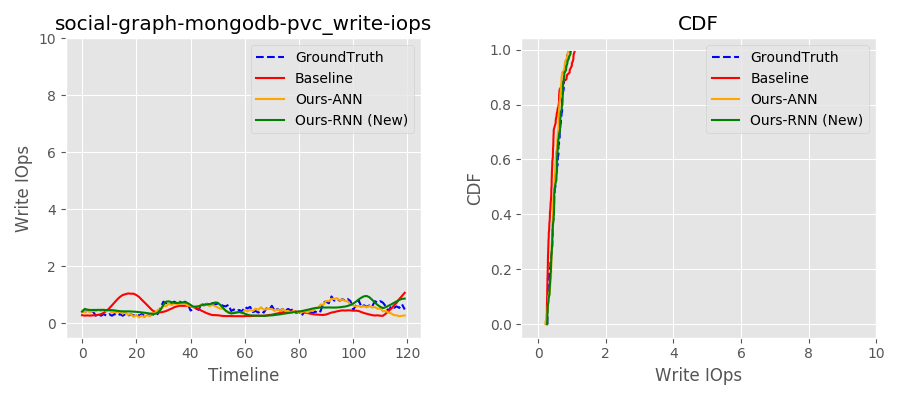 social-graph-mongodb-pvc_write-iops
Write IOps
10
8
6
4
2
0
GroundTruth
Baseline
Ours-ANN
Ours-RNN (New)
0 20 40 60 80 100 120
Timeline
CDF
CDF
1.0
0.8
0.6
0.4
0.2
0.0
GroundTruth
Baseline
Ours-ANN
Ours-RNN (New)
0 2 4 6 8 10
Write IOps